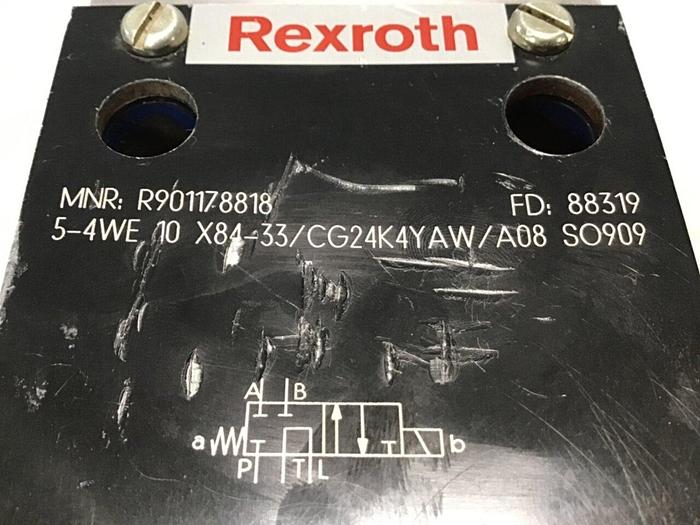 Rexroth
MNR: R901178818 FD: 88319
5-4WE 10 X84-33/CG24K4YAW/A08 SO909
A B
a b
P T L